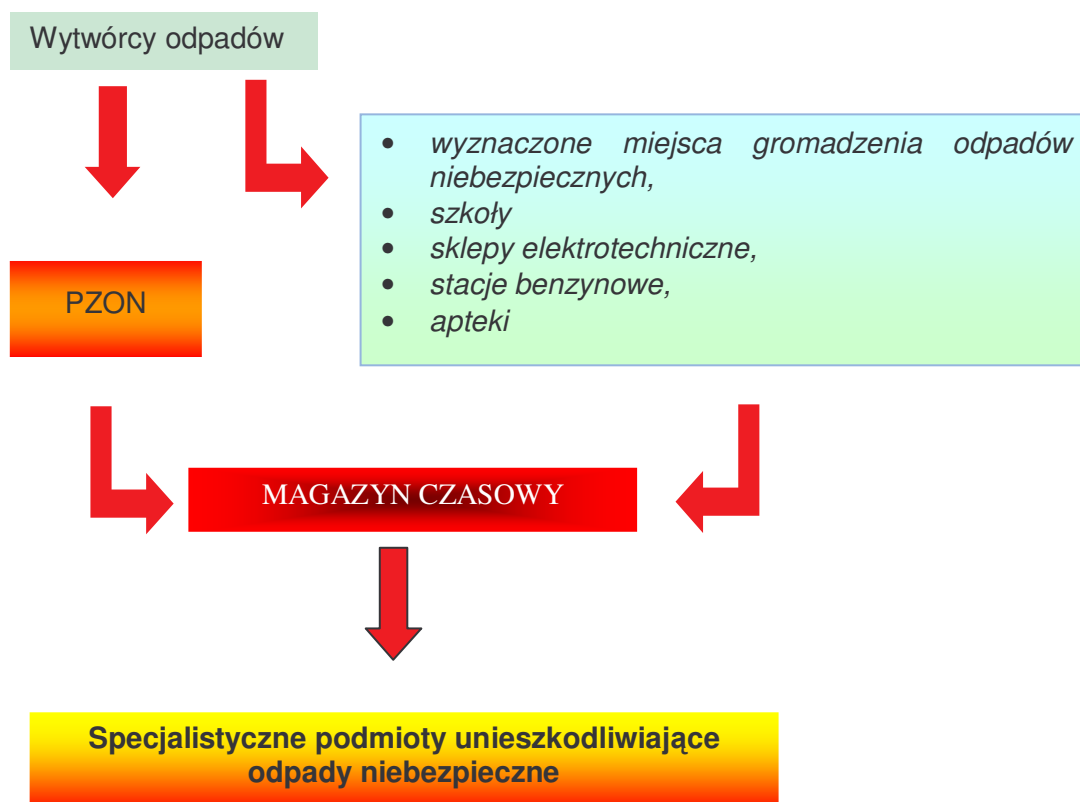 Wytwórcy odpadów
• wyznaczone miejsca gromadzenia odpadów
niebezpiecznych,
• szkoły
• sklepy elektrotechniczne,
• stacje benzynowe,
• apteki
PZON
MAGAZYN CZASOWY
Specjalistyczne podmioty unieszkodliwiające
odpady niebezpieczne